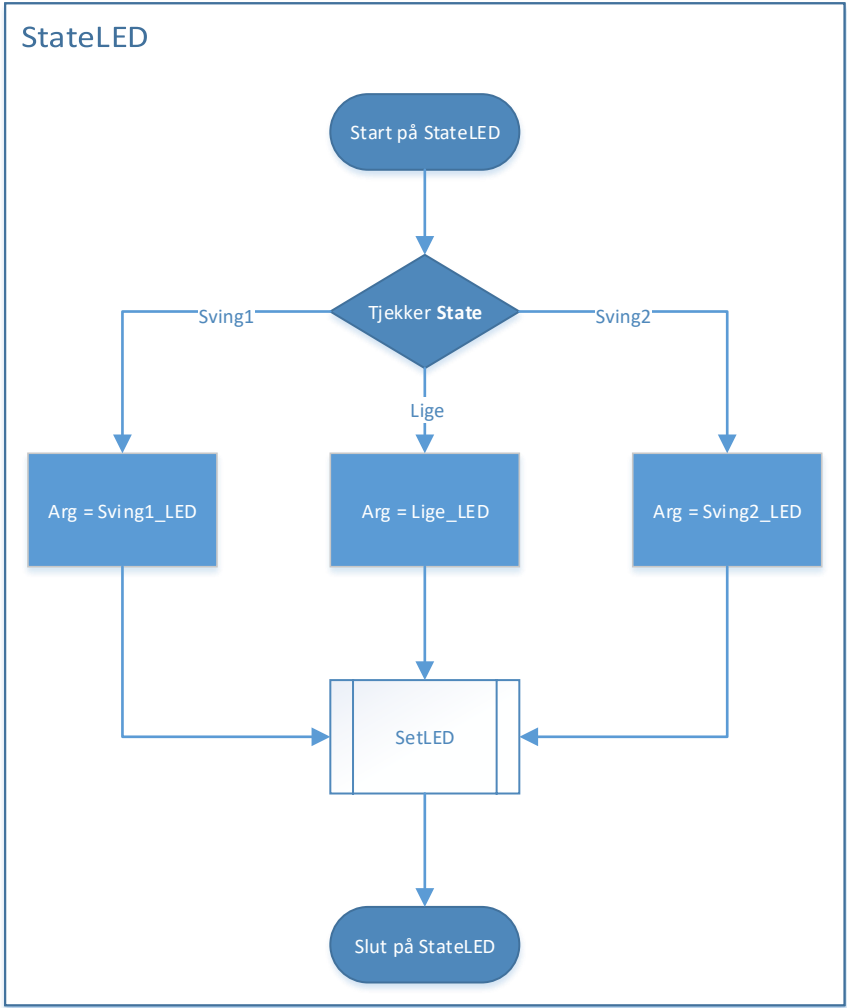 StateLED
Start på StateLED
Tjekker State
Sving1
Sving2
Lige
Arg = Sving1_LED
Arg = Lige_LED
Arg = Sving2_LED
SetLED
Slut på StateLED